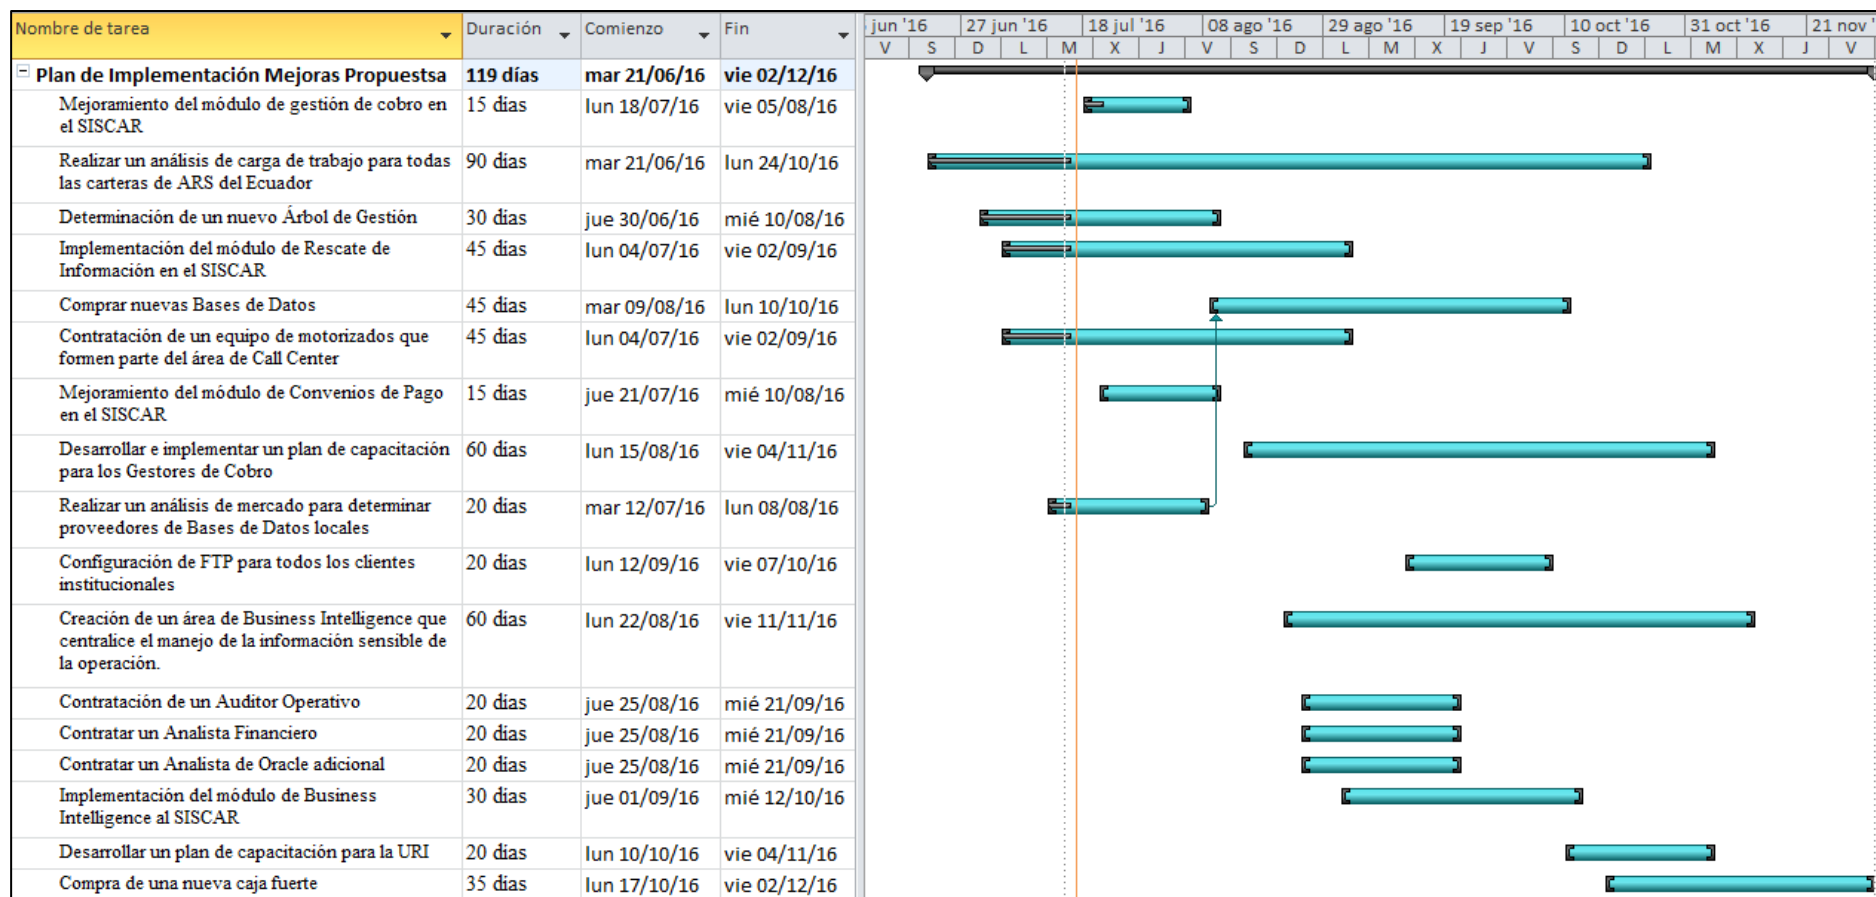 Nombre de tarea Duración Comienzo Fin jun '16 27 jun '16 18 jul '16 08 ago '16 29 ago '16 19 sep '16 10 oct '16 31 oct '16 21 nov '
V S D L M X J V S D L M X J V S D L M X J V
Plan de Implementación Mejoras Propuestsa 119 días mar 21/06/16 vie 02/12/16
Mejoramiento del módulo de gestión de cobro en 15 días lun 18/07/16 vie 05/08/16
el SISCAR
Realizar un análisis de carga de trabajo para todas 90 días mar 21/06/16 lun 24/10/16
las carteras de ARS del Ecuador
Determinación de un nuevo Árbol de Gestión 30 días jue 30/06/16 mié 10/08/16
Implementación del módulo de Rescate de 45 días lun 04/07/16 vie 02/09/16
Información en el SISCAR
Comprar nuevas Bases de Datos 45 días mar 09/08/16 lun 10/10/16
Contratación de un equipo de motorizados que 45 días lun 04/07/16 vie 02/09/16
formen parte del área de Call Center
Mejoramiento del módulo de Convenios de Pago 15 días jue 21/07/16 mié 10/08/16
en el SISCAR
Desarrollar e implementar un plan de capacitación 60 días lun 15/08/16 vie 04/11/16
para los Gestores de Cobro
Realizar un análisis de mercado para determinar 20 días mar 12/07/16 lun 08/08/16
proveedores de Bases de Datos locales
Configuración de FTP para todos los clientes 20 días lun 12/09/16 vie 07/10/16
institucionales
Creación de un área de Business Intelligence que 60 días lun 22/08/16 vie 11/11/16
centralice el manejo de la información sensible de
la operación.
Contratación de un Auditor Operativo 20 días jue 25/08/16 mié 21/09/16
Contratar un Analista Financiero 20 días jue 25/08/16 mié 21/09/16
Contratar un Analista de Oracle adicional 20 días jue 25/08/16 mié 21/09/16
Implementación del módulo de Business 30 días jue 01/09/16 mié 12/10/16
Intelligence al SISCAR
Desarrollar un plan de capacitación para la URI 20 días lun 10/10/16 vie 04/11/16
Compra de una nueva caja fuerte 35 días lun 17/10/16 vie 02/12/16